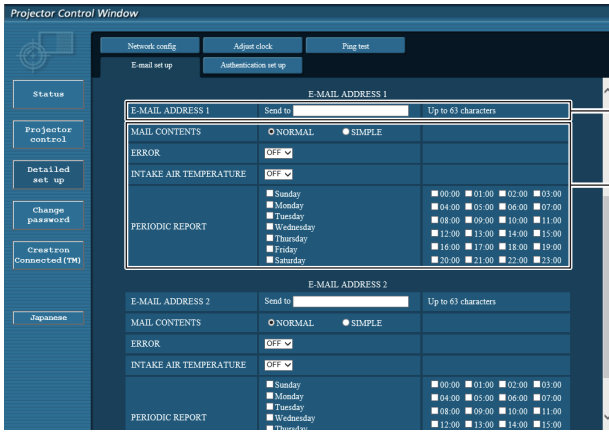 Projector Control Window
Network config Adjust clock Ping test
E-mail set up Authentication set up
Status
Projector control
Detailed set up
Change password
Crestron Connected(TM)
Japanese
E-MAIL ADDRESS 1
E-MAIL ADDRESS 1 Send to Up to 63 characters
MAIL CONTENTS NORMAL SIMPLE
ERROR OFF
INTAKE AIR TEMPERATURE OFF
PERIODIC REPORT
Sunday 00:00 01:00 02:00 03:00
Monday 04:00 05:00 06:00 07:00
Tuesday 08:00 09:00 10:00 11:00
Wednesday 12:00 13:00 14:00 15:00
Thursday
Friday 16:00 17:00 18:00 19:00
Saturday 20:00 21:00 22:00 23:00
E-MAIL ADDRESS 2
E-MAIL ADDRESS 2 Send to Up to 63 characters
MAIL CONTENTS NORMAL SIMPLE
ERROR OFF
INTAKE AIR TEMPERATURE OFF
PERIODIC REPORT
Sunday 00:00 01:00 02:00 03:00
Monday 04:00 05:00 06:00 07:00
Tuesday 08:00 09:00 10:00 11:00
Wednesday 12:00 13:00 14:00 15:00
Thursday